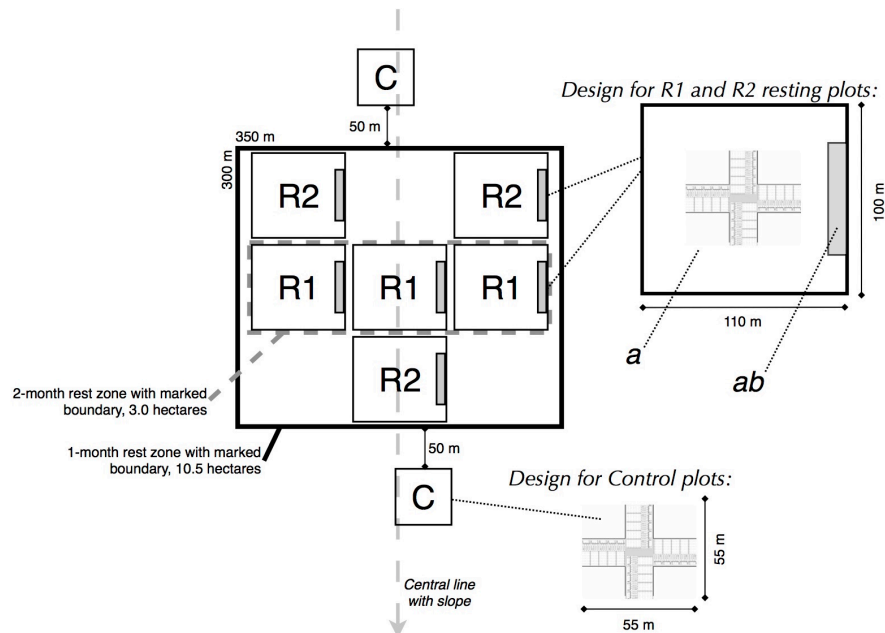 C
Design for R1 and R2 resting plots:
50 m
350 m
300 m
R2
R2
100 m
R1
R1
R1
110 m
a
ab
R2
2-month rest zone with marked
boundary, 3.0 hectares
1-month rest zone with marked
boundary, 10.5 hectares
50 m
Design for Control plots:
C
55 m
Central line
with slope
55 m